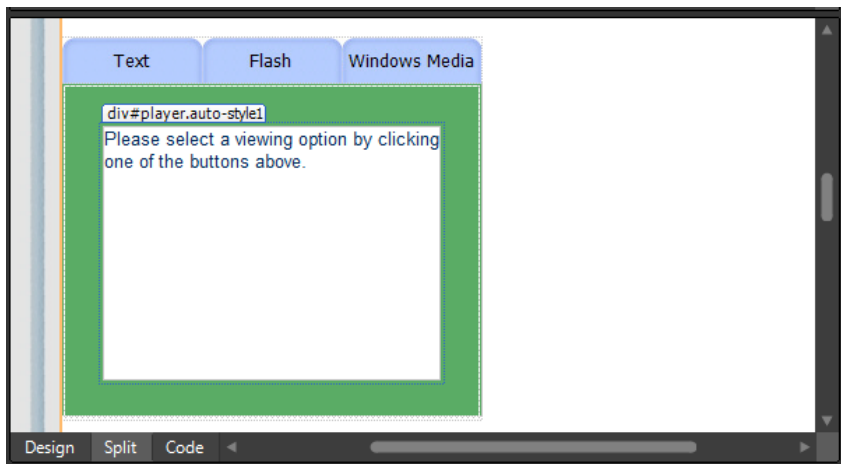 Text Flash Windows Media
div#player.auto-style1
Please select a viewing option by clicking
one of the buttons above.
Design Split Code